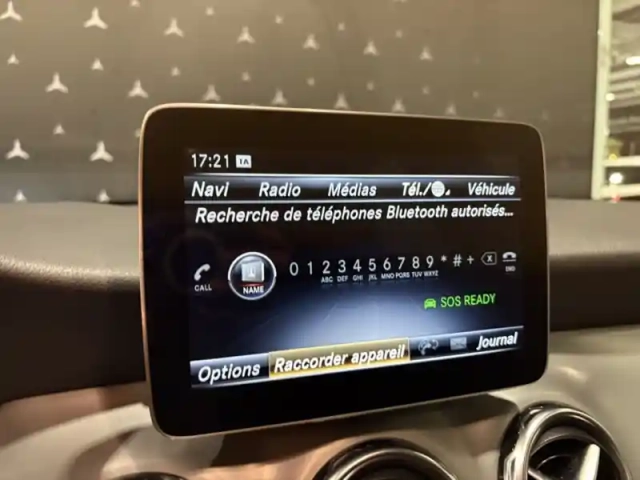 17:21 TA
Navi Radio Médias Tél./ Véhicule
Recherche de téléphones Bluetooth autorisés...
CALL NAME 0 1 2 3 4 5 6 7 8 9 * # + X END
ABC DEF GHI JKL MNO PQRS TUV WXYZ
SOS READY
Options Raccorder appareil Journal